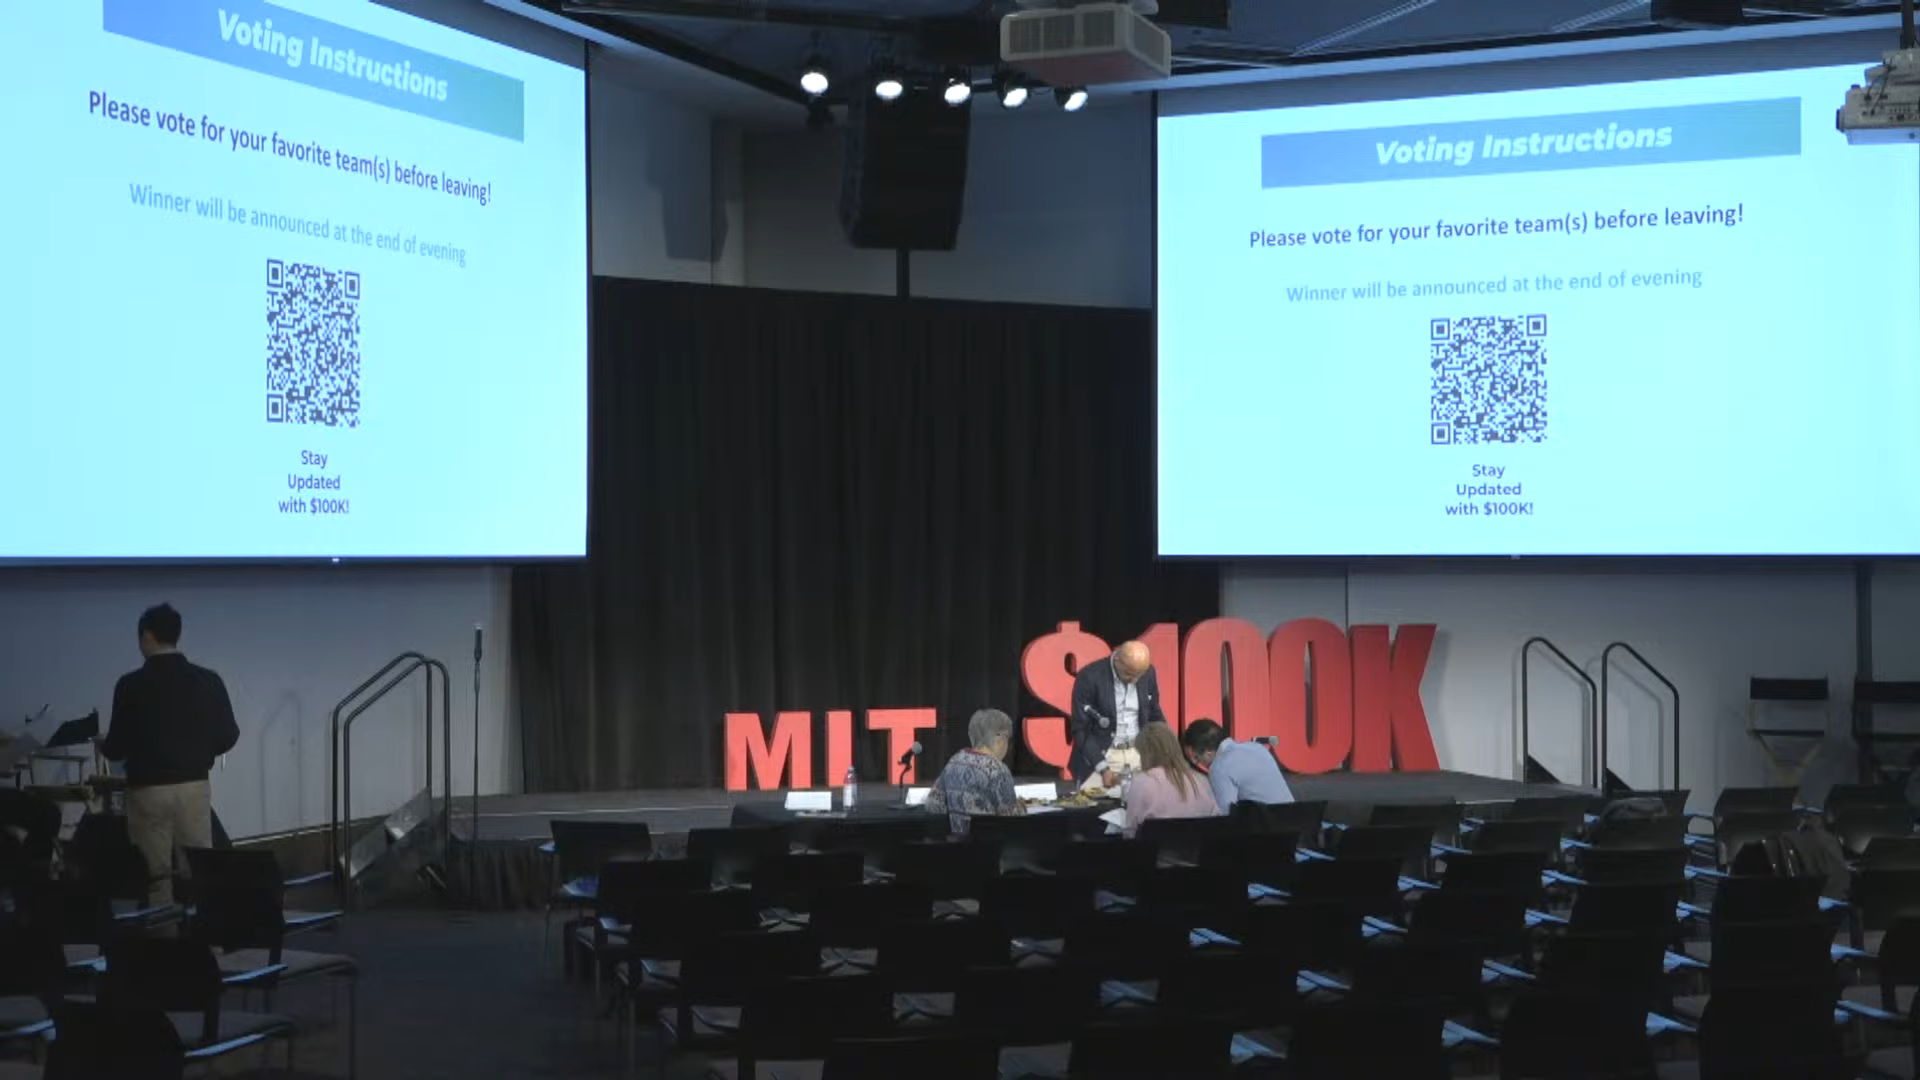 Voting Instructions
Please vote for your favorite team(s) before leaving!
Winner will be announced at the end of evening
Stay
Updated
with $100K!
Voting Instructions
Please vote for your favorite team(s) before leaving!
Winner will be announced at the end of evening
Stay
Updated
with $100K!
MIT $100K